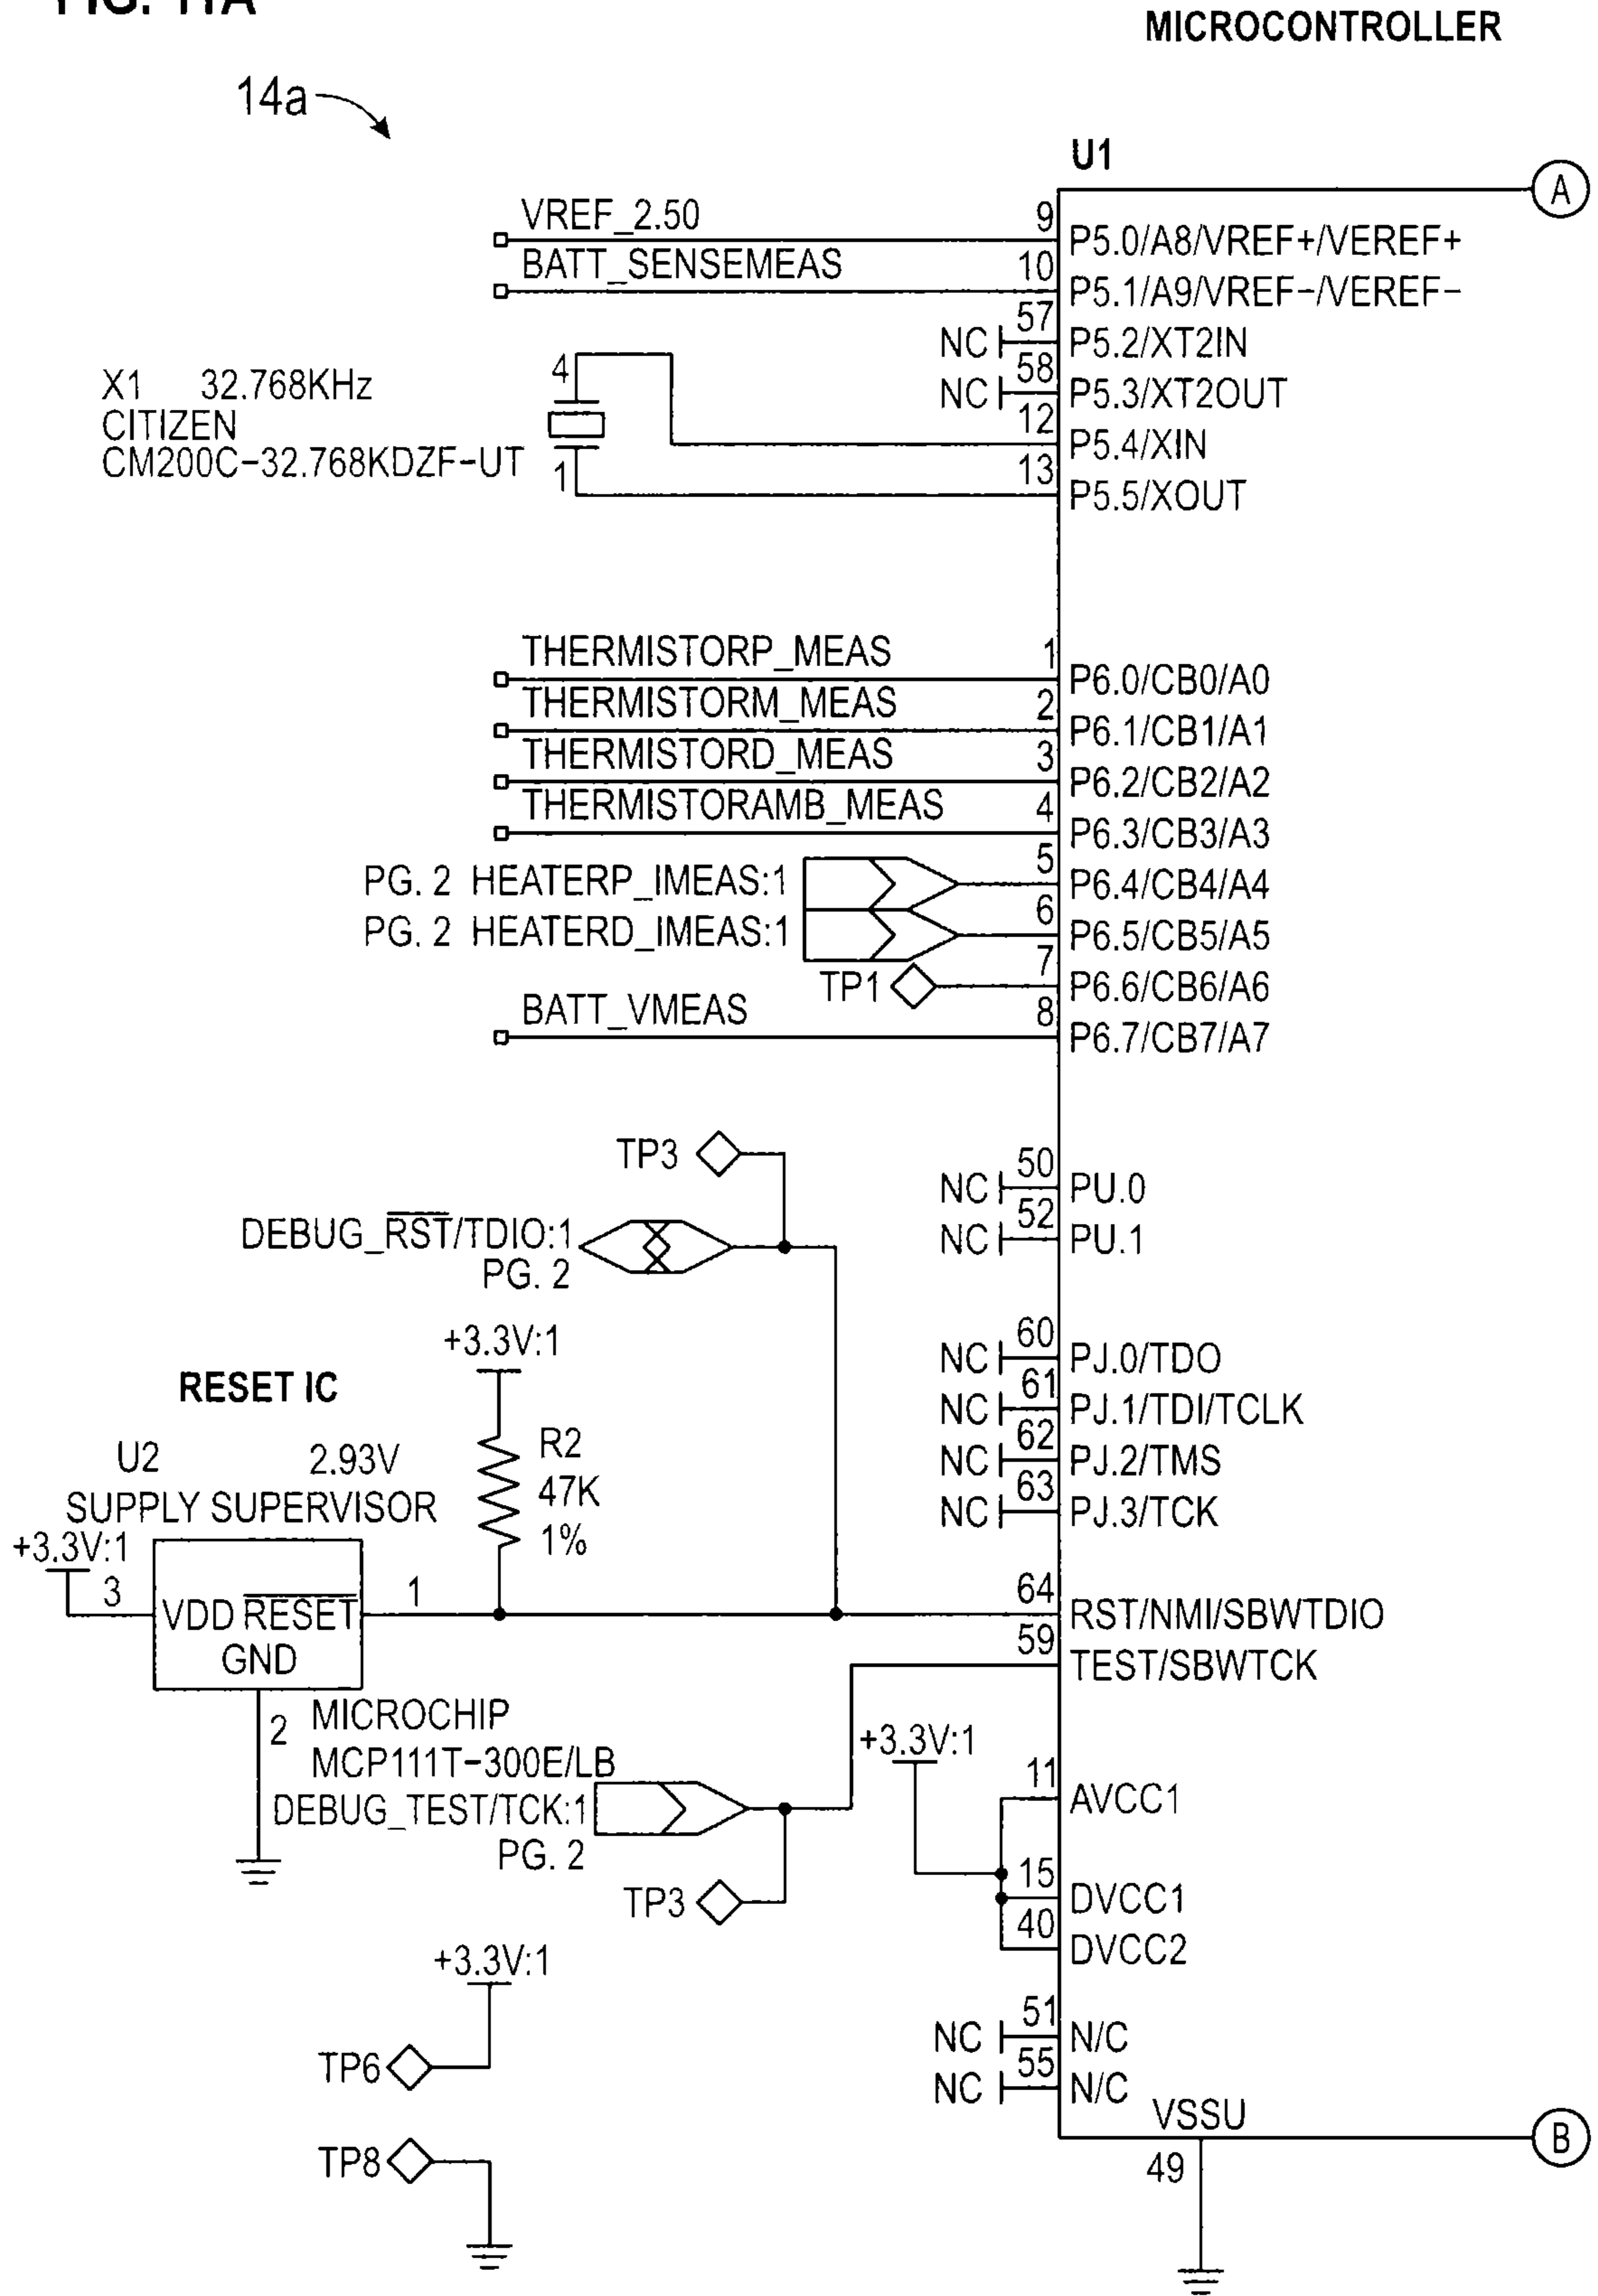 FIG. 11A
MICROCONTROLLER
14a
U1
A
VREF_2.50 9 P5.0/A8/VREF+/VEREF+
BATT_SENSEMEAS 10 P5.1/A9/VREF-/VEREF-
NC 57 P5.2/XT2IN
NC 58 P5.3/XT2OUT
X1 32.768KHz
CITIZEN
CM200C-32.768KDZF-UT
4
1
12 P5.4/XIN
13 P5.5/XOUT
THERMISTORP_MEAS 1 P6.0/CB0/A0
THERMISTORM_MEAS 2 P6.1/CB1/A1
THERMISTORD_MEAS 3 P6.2/CB2/A2
THERMISTORAMB_MEAS 4 P6.3/CB3/A3
PG. 2 HEATERP_IMEAS:1 5 P6.4/CB4/A4
PG. 2 HEATERD_IMEAS:1 6 P6.5/CB5/A5
TP1 7 P6.6/CB6/A6
BATT_VMEAS 8 P6.7/CB7/A7
TP3
DEBUG_RST/TDIO:1
PG. 2
NC 50 PU.0
NC 52 PU.1
NC 60 PJ.0/TDO
NC 61 PJ.1/TDI/TCLK
NC 62 PJ.2/TMS
NC 63 PJ.3/TCK
+3.3V:1
R2
47K
1%
RESET IC
U2 2.93V
SUPPLY SUPERVISOR
+3.3V:1
3 VDD RESET 1
GND
2
MICROCHIP
MCP111T-300E/LB
64 RST/NMI/SBWTDIO
59 TEST/SBWTCK
DEBUG_TEST/TCK:1
PG. 2
TP3
+3.3V:1
11 AVCC1
15 DVCC1
40 DVCC2
+3.3V:1
TP6
TP8
NC 51 N/C
NC 55 N/C
VSSU
49
B